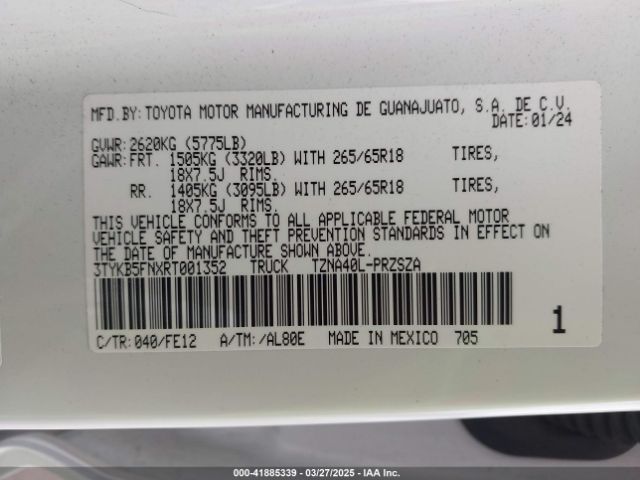 MFD.BY: TOYOTA MOTOR MANUFACTURING DE GUANAJUATO, S.A. DE C.V.
DATE: 01/24
GVWR: 2620KG (5775LB)
GAWR: FRT. 1505KG (3320LB) WITH 265/65R18 TIRES,
18X7.5J RIMS.
RR. 1405KG (3095LB) WITH 265/65R18 TIRES,
18X7.5J RIMS.
THIS VEHICLE CONFORMS TO ALL APPLICABLE FEDERAL MOTOR
VEHICLE SAFETY AND THEFT PREVENTION STANDARDS IN EFFECT ON
THE DATE OF MANUFACTURE SHOWN ABOVE.
3TYKB5FNXRT001352 TRUCK TZNA40L-PRZSZA
1
C/TR: 040/FE12 A/TM: /AL80E MADE IN MEXICO 705
000-41885339 | 03/27/2025 - IAA Inc.